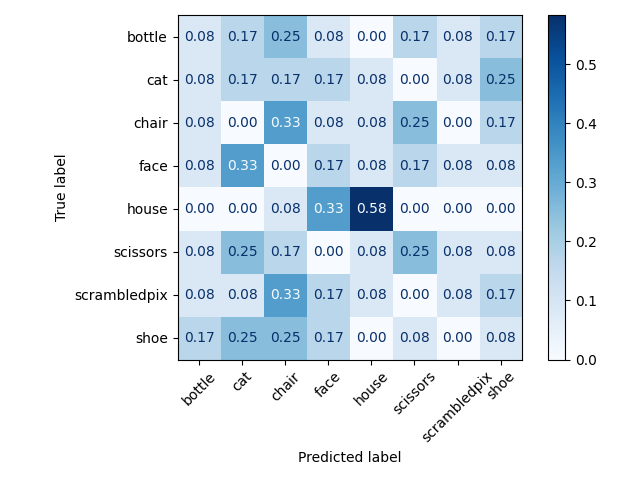 bottle 0.08 0.17 0.25 0.08 0.00 0.17 0.08 0.17
cat 0.08 0.17 0.17 0.17 0.08 0.00 0.08 0.25
chair 0.08 0.00 0.33 0.08 0.08 0.25 0.00 0.17
face 0.08 0.33 0.00 0.17 0.08 0.17 0.08 0.08
house 0.00 0.00 0.08 0.33 0.58 0.00 0.00 0.00
scissors 0.08 0.25 0.17 0.00 0.08 0.25 0.08 0.08
scrambledpix 0.08 0.08 0.33 0.17 0.08 0.00 0.08 0.17
shoe 0.17 0.25 0.25 0.17 0.00 0.08 0.00 0.08
True label
bottle cat chair face house scissors scrambledpix shoe
Predicted label
0.5
0.4
0.3
0.2
0.1
0.0